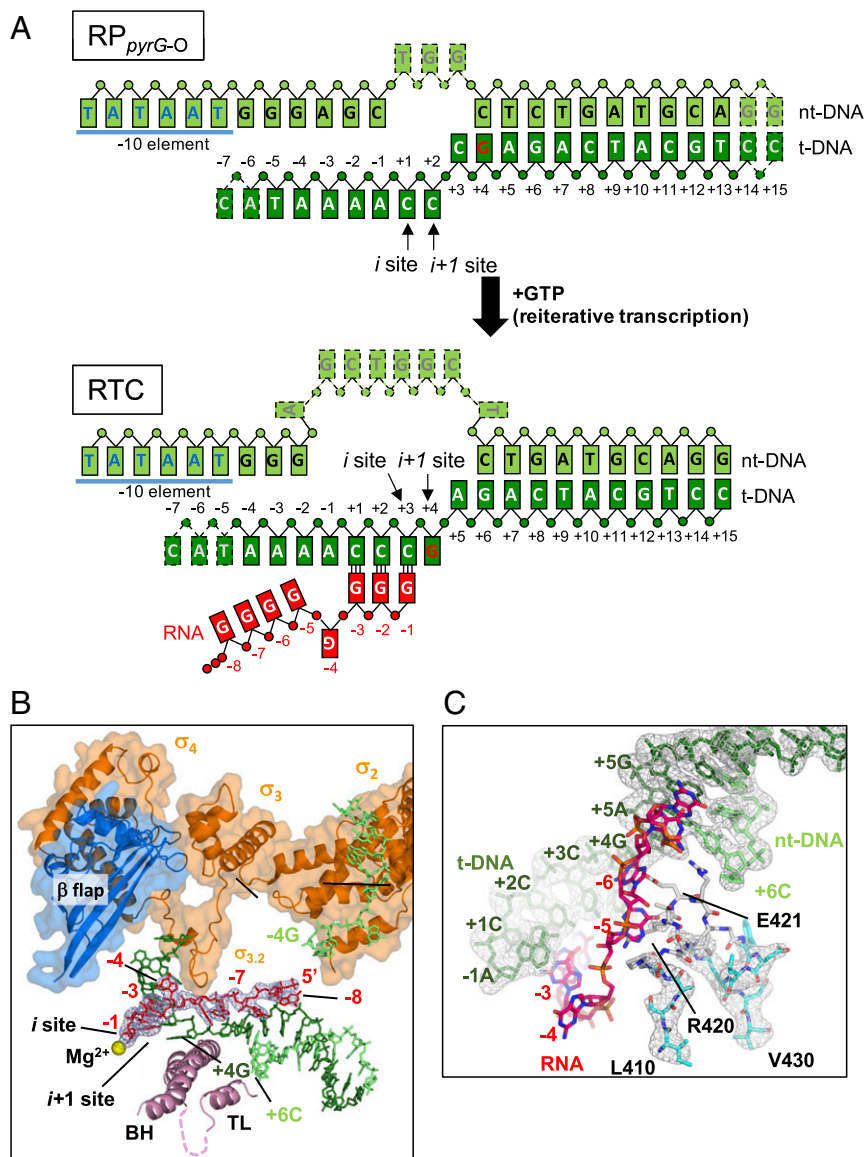 A
RP pyrG-O
T G G
T A T A A T G G G A G C
C T C T G A T G C A G G
nt-DNA
-10 element
C G A G A C T A C G T C C
t-DNA
-7 -6 -5 -4 -3 -2 -1 +1 +2
+3 +4 +5 +6 +7 +8 +9 +10 +11 +12 +13 +14 +15
C A T A A A A C C
i site
i+1 site
+GTP
(reiterative transcription)
RTC
A G C T G G C T
T A T A A T G G G
C T G A T G C A G G
nt-DNA
-10 element
i site
i+1 site
A G A C T A C G T C C
t-DNA
-7 -6 -5 -4 -3 -2 -1 +1 +2 +3 +4
+5 +6 +7 +8 +9 +10 +11 +12 +13 +14 +15
C A T A A A A C C C G
G G G G G G G G
RNA
-8 -7 -6 -5 -4 -3 -2 -1
B
σ4
σ3
σ2
β flap
-4G
σ3.2
-4
-3
-7
5'
-8
-1
i site
Mg2+
i+1 site
+4G
+6C
BH
TL
C
+5G
+5A
nt-DNA
+4G
+3C
t-DNA
+2C
-6
+6C
+1C
-5
E421
-1A
-3
R420
-4
RNA
L410
V430